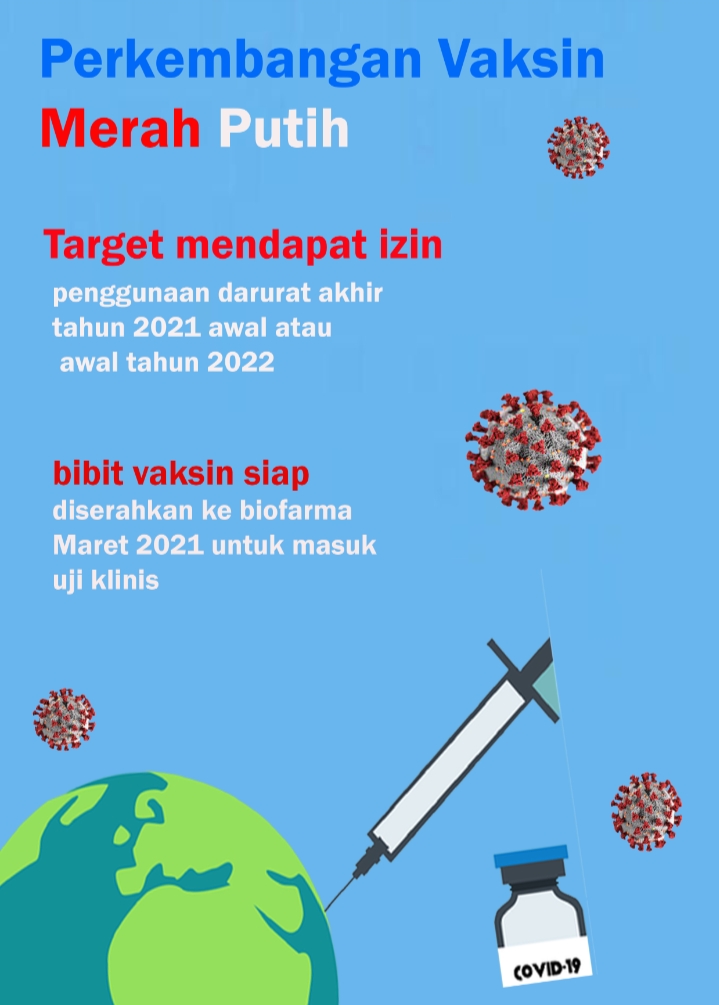 Perkembangan Vaksin
Merah Putih
Target mendapat izin
penggunaan darurat akhir
tahun 2021 awal atau
awal tahun 2022
bibit vaksin siap
diserahkan ke biofarma
Maret 2021 untuk masuk
uji klinis
COVID-19